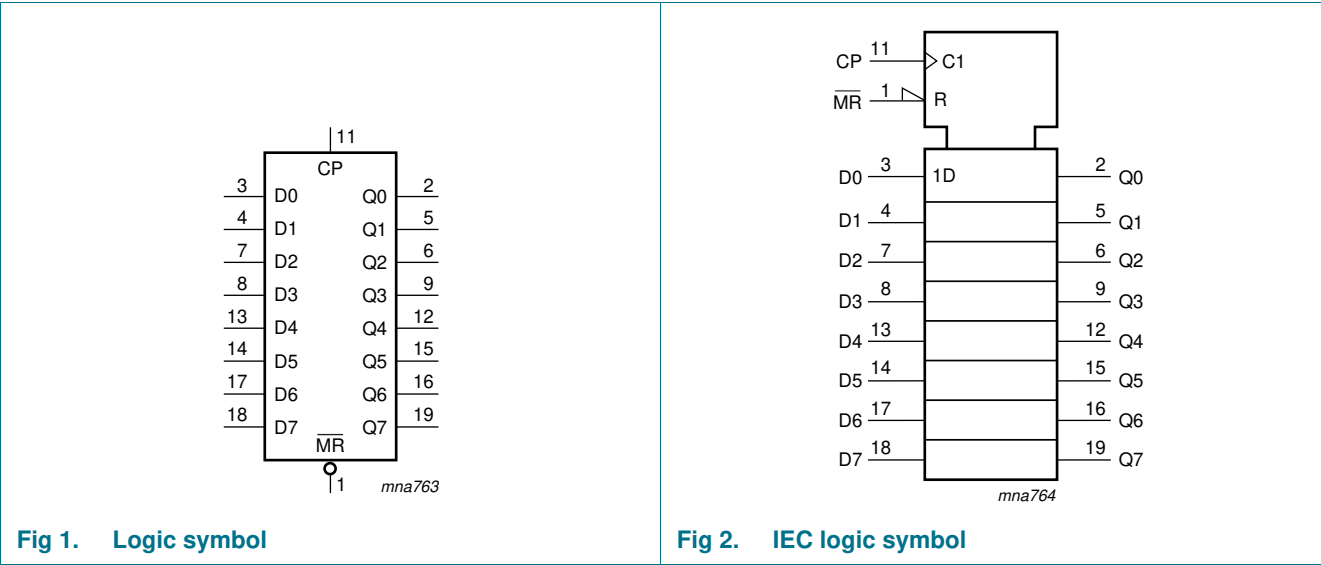 11
CP
3 D0 Q0 2
4 D1 Q1 5
7 D2 Q2 6
8 D3 Q3 9
13 D4 Q4 12
14 D5 Q5 15
17 D6 Q6 16
18 D7 Q7 19
M̅R̅
1
mna763
Fig 1. Logic symbol
CP 11 C1
M̅R̅ 1 R
D0 3 1D 2 Q0
D1 4 5 Q1
D2 7 6 Q2
D3 8 9 Q3
D4 13 12 Q4
D5 14 15 Q5
D6 17 16 Q6
D7 18 19 Q7
mna764
Fig 2. IEC logic symbol